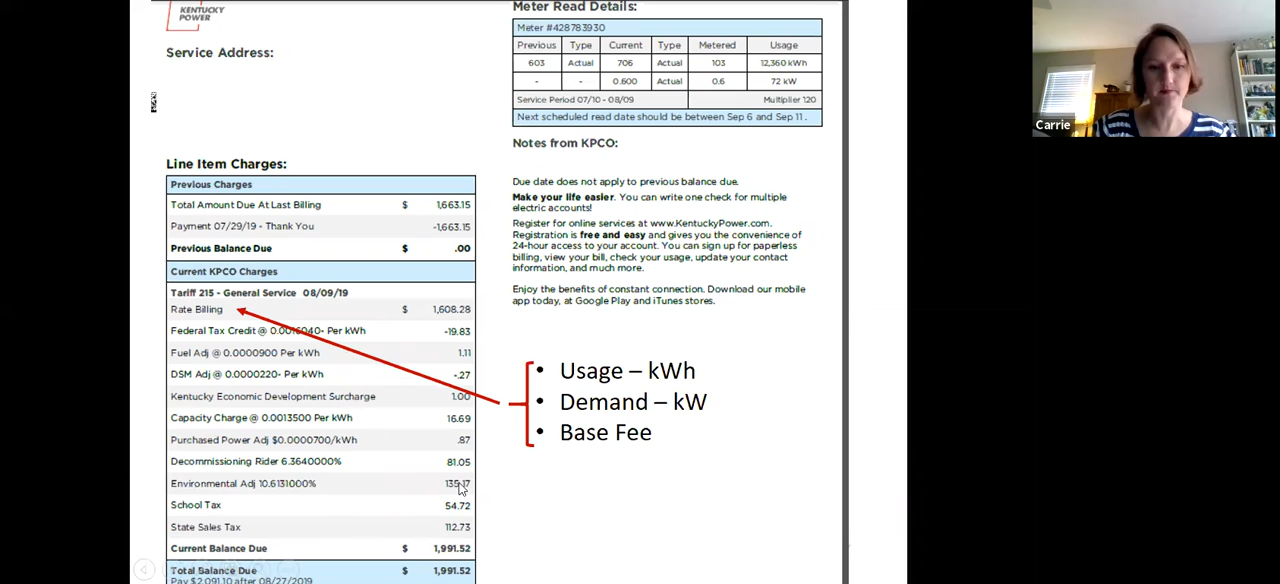 KENTUCKY
POWER
Service Address:
Line Item Charges:
Previous Charges
Total Amount Due At Last Billing $ 1,663.15
Payment 07/29/19 - Thank You -1,663.15
Previous Balance Due $ .00
Current KPCO Charges
Tariff 215 - General Service 08/09/19
Rate Billing $ 1,608.28
Federal Tax Credit @ 0.0016040- Per kWh -19.83
Fuel Adj @ 0.0000900 Per kWh 1.11
DSM Adj @ 0.0000220- Per kWh -.27
Kentucky Economic Development Surcharge 1.00
Capacity Charge @ 0.0013500 Per kWh 16.69
Purchased Power Adj $0.0000700/kWh .87
Decommissioning Rider 6.3640000% 81.05
Environmental Adj 10.6131000% 135.17
School Tax 54.72
State Sales Tax 112.73
Current Balance Due $ 1,991.52
Total Balance Due $ 1,991.52
Pay $2,091.10 after 08/27/2019
Meter Read Details:
Meter #428783930
Previous Type Current Type Metered Usage
603 Actual 706 Actual 103 12,360 kWh
- - 0.600 Actual 0.6 72 kW
Service Period 07/10 - 08/09 Multiplier 120
Next scheduled read date should be between Sep 6 and Sep 11.
Notes from KPCO:
Due date does not apply to previous balance due.
Make your life easier. You can write one check for multiple
electric accounts!
Register for online services at www.KentuckyPower.com.
Registration is free and easy and gives you the convenience of
24-hour access to your account. You can sign up for paperless
billing, view your bill, check your usage, update your contact
information, and much more.
Enjoy the benefits of constant connection. Download our mobile
app today, at Google Play and iTunes stores.
• Usage – kWh
• Demand – kW
• Base Fee
Carrie